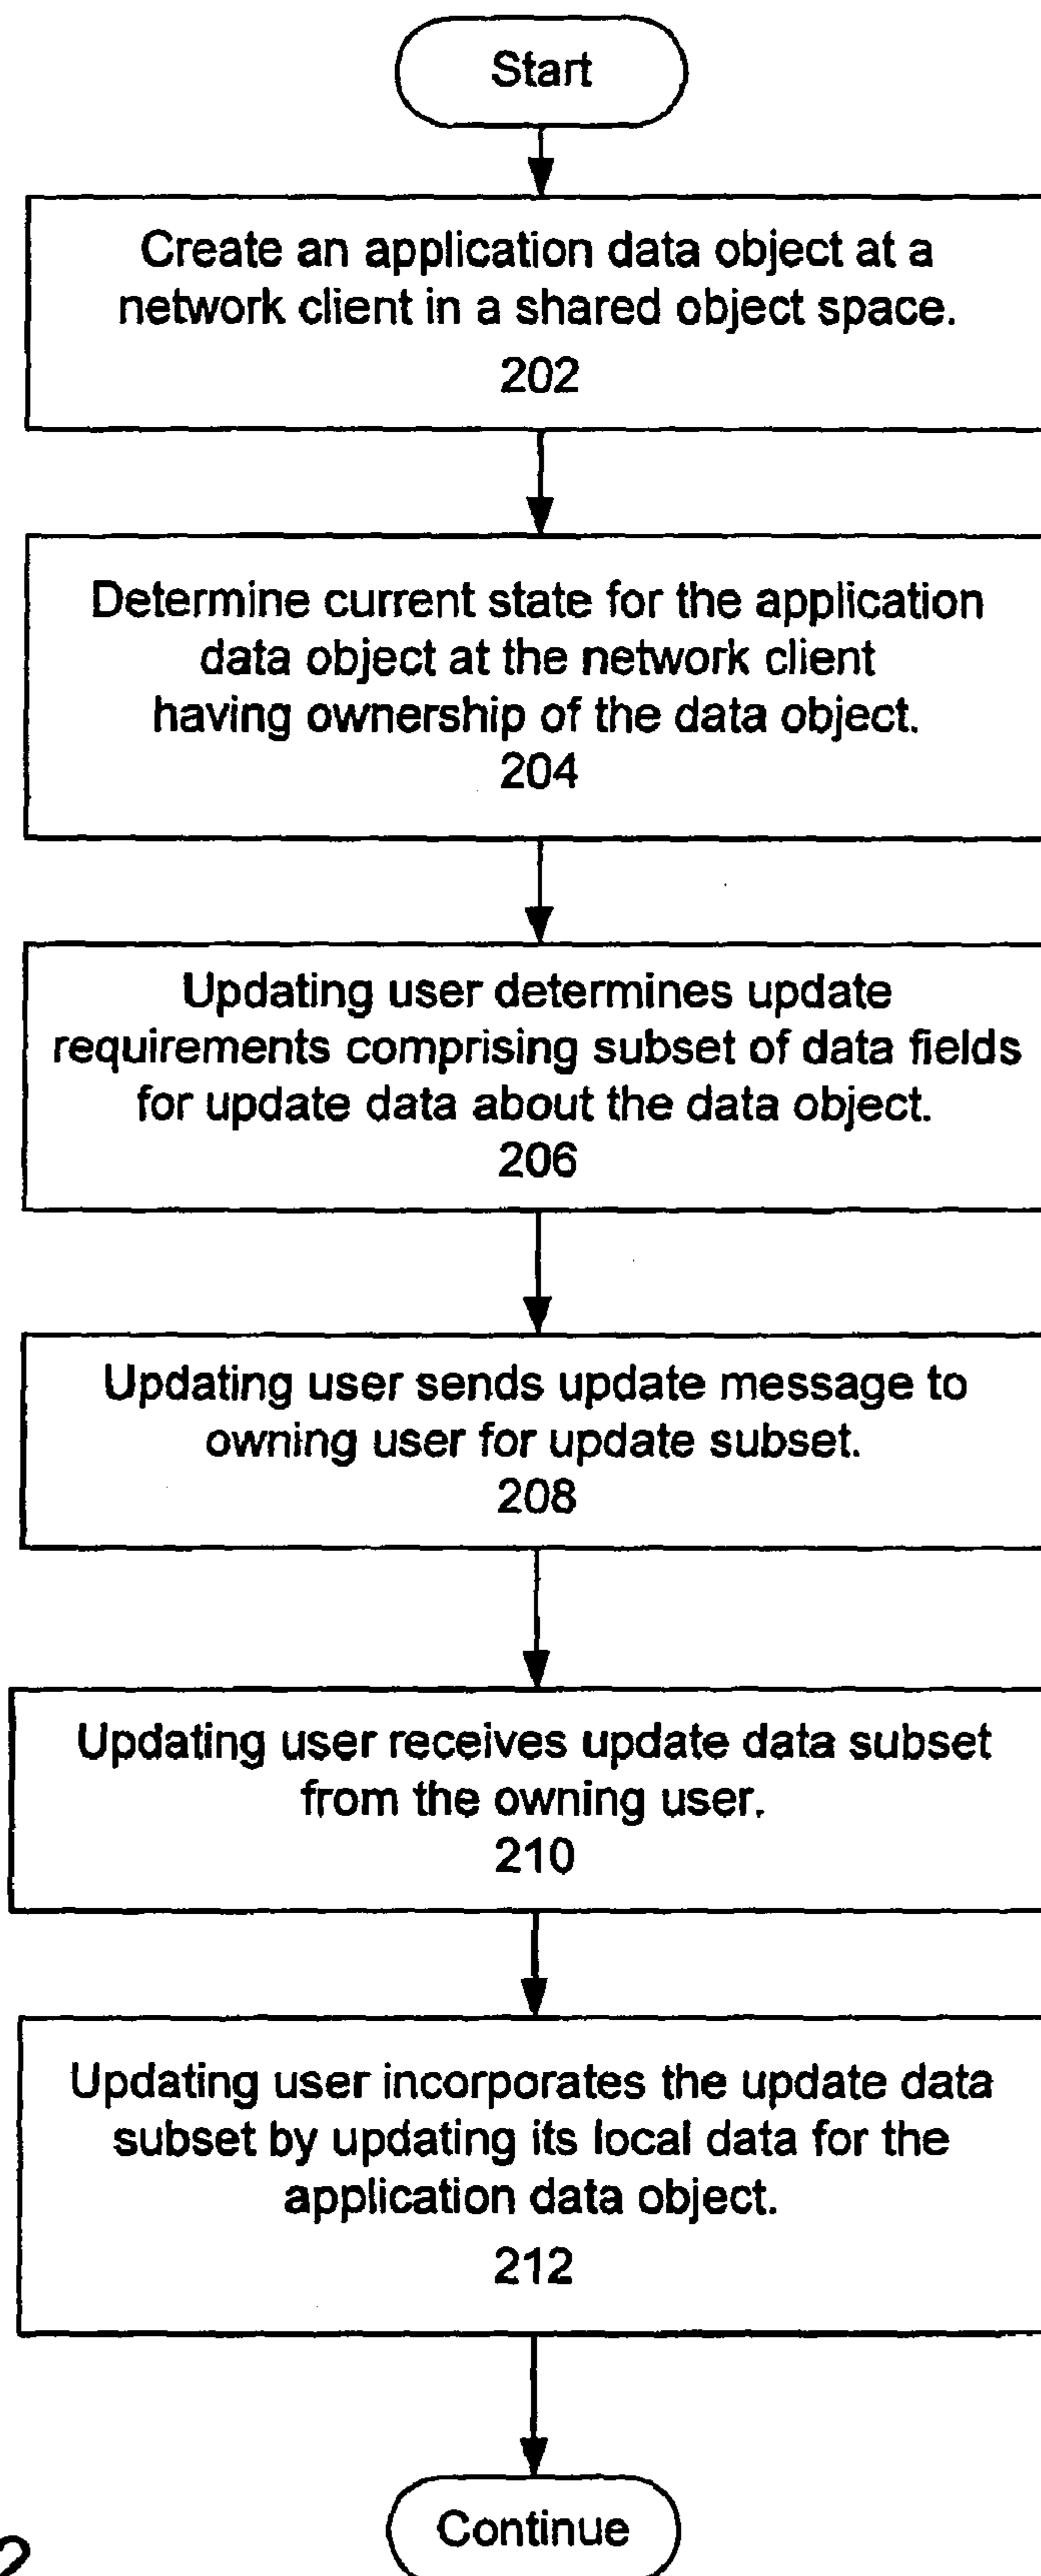 Start
Create an application data object at a
network client in a shared object space.
202
Determine current state for the application
data object at the network client
having ownership of the data object.
204
Updating user determines update
requirements comprising subset of data fields
for update data about the data object.
206
Updating user sends update message to
owning user for update subset.
208
Updating user receives update data subset
from the owning user.
210
Updating user incorporates the update data
subset by updating its local data for the
application data object.
212
Continue
2